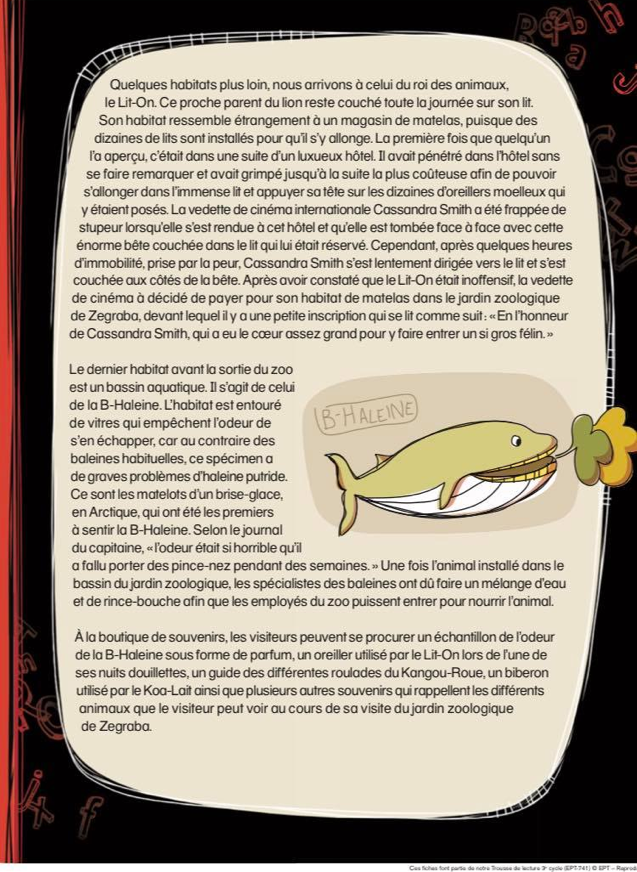 Quelques habitats plus loin, nous arrivons à celui du roi des animaux,
le Lit-On. Ce proche parent du lion reste couché toute la journée sur son lit.
Son habitat ressemble étrangement à un magasin de matelas, puisque des
dizaines de lits sont installés pour qu'il s'y allonge. La première fois que quelqu'un
l'a aperçu, c'était dans une suite d'un luxueux hôtel. Il avait pénétré dans l'hôtel sans
se faire remarquer et avait grimpé jusqu'à la suite la plus coûteuse afin de pouvoir
s'allonger dans l'immense lit et appuyer sa tête sur les dizaines d'oreillers moelleux qui
y étaient posés. La vedette de cinéma internationale Cassandra Smith a été frappée de
stupeur lorsqu'elle s'est rendue à cet hôtel et qu'elle est tombée face à face avec cette
énorme bête couchée dans le lit qui lui était réservé. Cependant, après quelques heures
d'immobilité, prise par la peur, Cassandra Smith s'est lentement dirigée vers le lit et s'est
couchée aux côtés de la bête. Après avoir constaté que le Lit-On était inoffensif, la vedette
de cinéma à décidé de payer pour son habitat de matelas dans le jardin zoologique
de Zegraba, devant lequel il y a une petite inscription qui se lit comme suit : « En l'honneur
de Cassandra Smith, qui a eu le cœur assez grand pour y faire entrer un si gros félin. »
Le dernier habitat avant la sortie du zoo
est un bassin aquatique. Il s'agit de celui
de la B-Haleine. L'habitat est entouré
de vitres qui empêchent l'odeur de
s'en échapper, car au contraire des
baleines habituelles, ce spécimen a
de graves problèmes d'haleine putride.
Ce sont les matelots d'un brise-glace,
en Arctique, qui ont été les premiers
à sentir la B-Haleine. Selon le journal
du capitaine, « l'odeur était si horrible qu'il
a fallu porter des pince-nez pendant des semaines. » Une fois l'animal installé dans le
bassin du jardin zoologique, les spécialistes des baleines ont dû faire un mélange d'eau
et de rince-bouche afin que les employés du zoo puissent entrer pour nourrir l'animal.
B-HALEINE
À la boutique de souvenirs, les visiteurs peuvent se procurer un échantillon de l'odeur
de la B-Haleine sous forme de parfum, un oreiller utilisé par le Lit-On lors de l'une de
ses nuits douillettes, un guide des différentes roulades du Kangou-Roue, un biberon
utilisé par le Koa-Lait ainsi que plusieurs autres souvenirs qui rappellent les différents
animaux que le visiteur peut voir au cours de sa visite du jardin zoologique
de Zegraba.
Ces fiches font partie de notre Trousse de lecture 3e cycle (EPT-741) © EPT – Reprod